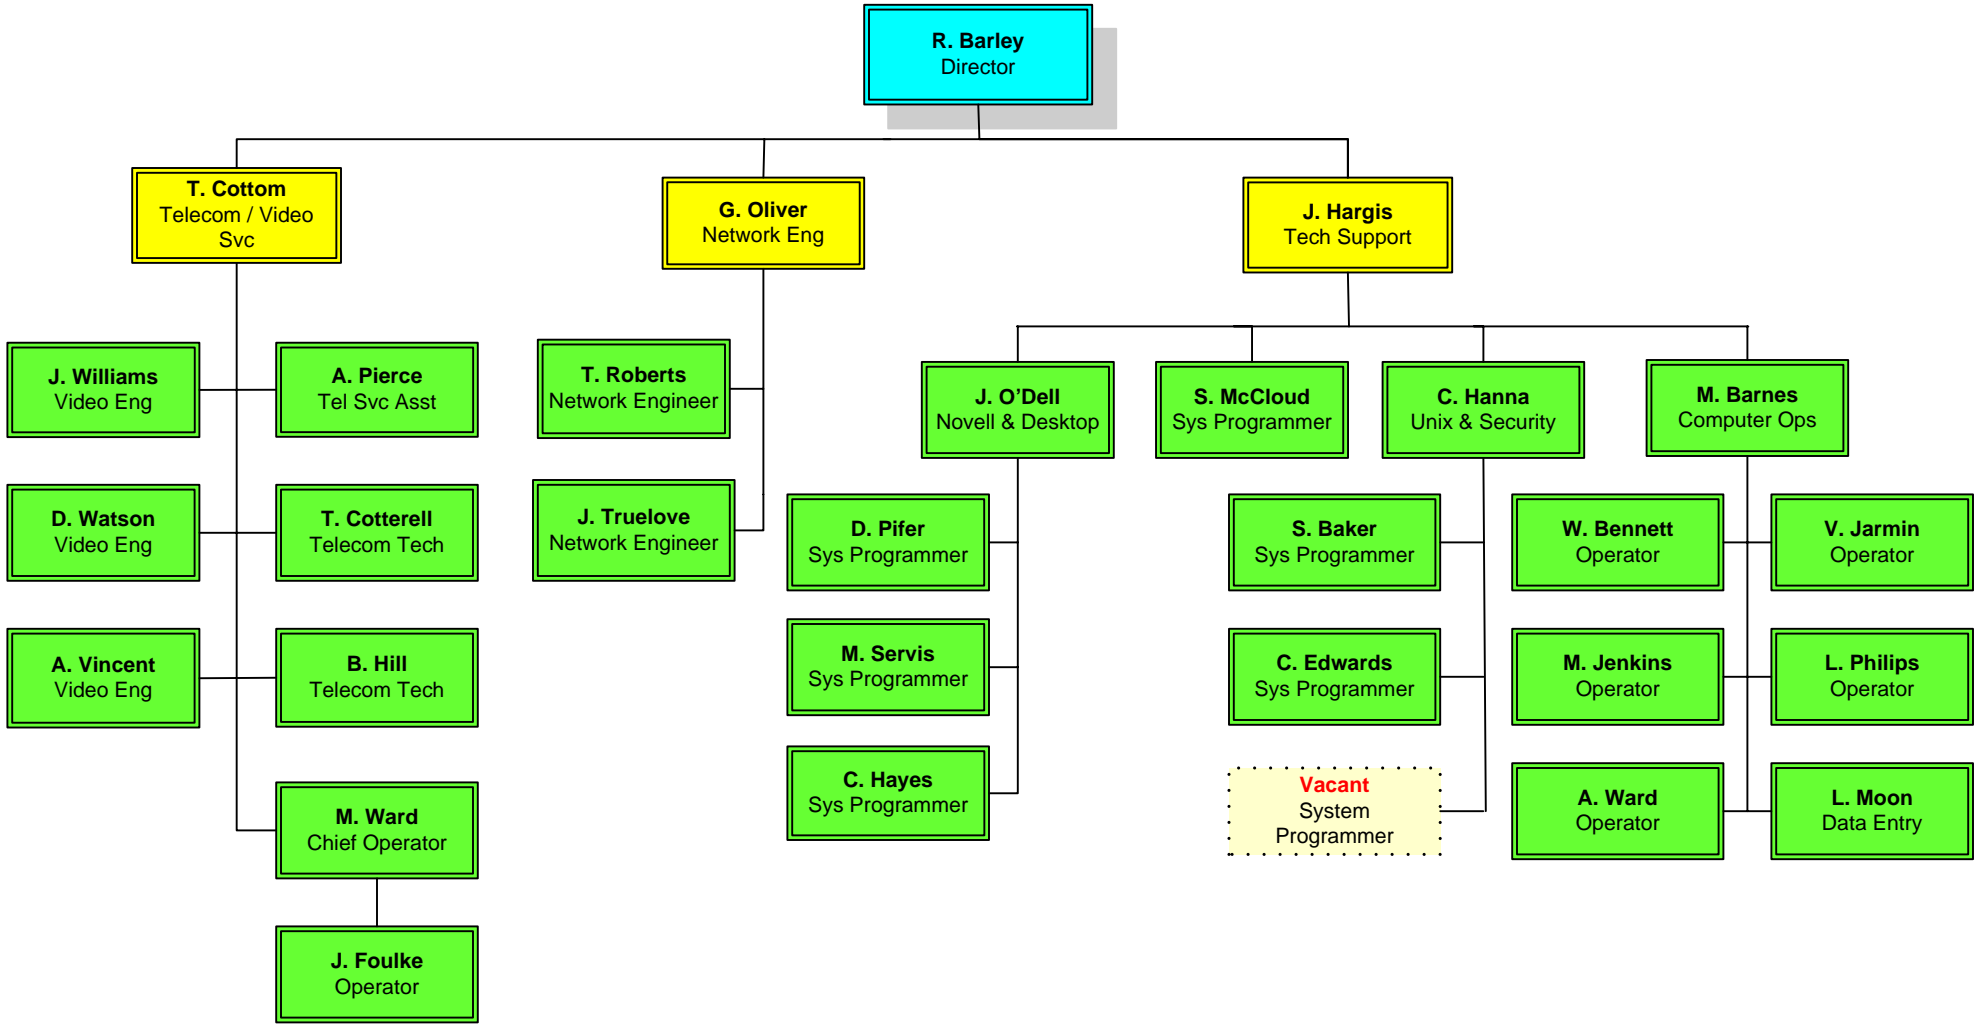 R. Barley
Director
T. Cottom
Telecom / Video
Svc
G. Oliver
Network Eng
J. Hargis
Tech Support
J. Williams
Video Eng
A. Pierce
Tel Svc Asst
T. Roberts
Network Engineer
J. O'Dell
Novell & Desktop
S. McCloud
Sys Programmer
C. Hanna
Unix & Security
M. Barnes
Computer Ops
D. Watson
Video Eng
T. Cotterell
Telecom Tech
J. Truelove
Network Engineer
D. Pifer
Sys Programmer
S. Baker
Sys Programmer
W. Bennett
Operator
V. Jarmin
Operator
A. Vincent
Video Eng
B. Hill
Telecom Tech
M. Servis
Sys Programmer
C. Edwards
Sys Programmer
M. Jenkins
Operator
L. Philips
Operator
M. Ward
Chief Operator
C. Hayes
Sys Programmer
Vacant
System
Programmer
A. Ward
Operator
L. Moon
Data Entry
J. Foulke
Operator